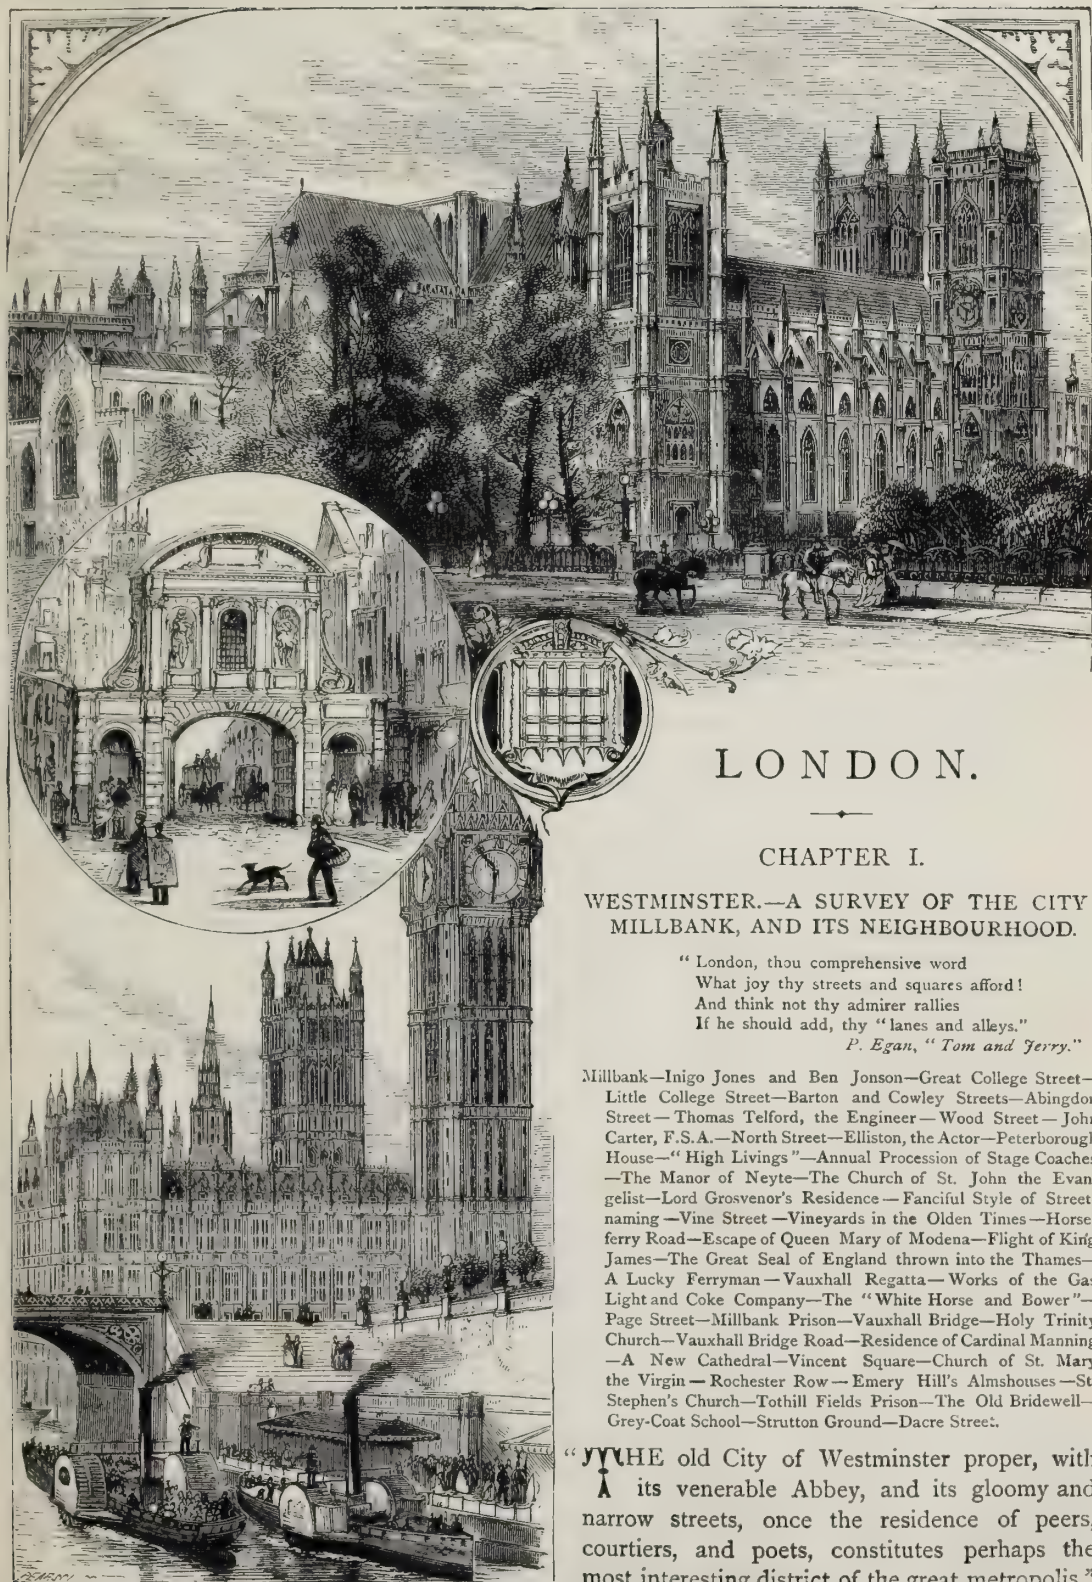 LONDON.
CHAPTER I.
WESTMINSTER.—A SURVEY OF THE CITY
MILLBANK, AND ITS NEIGHBOURHOOD.
" London, thou comprehensive word
What joy thy streets and squares afford!
And think not thy admirer rallies
If he should add, thy "lanes and alleys."
P. Egan, " Tom and Jerry."
Millbank—Inigo Jones and Ben Jonson—Great College Street—
Little College Street—Barton and Cowley Streets—Abingdon
Street—Thomas Telford, the Engineer—Wood Street—John
Carter, F.S.A.—North Street—Elliston, the Actor—Peterborough
House—"High Livings"—Annual Procession of Stage Coaches
—The Manor of Neyte—The Church of St. John the Evan
gelist—Lord Grosvenor's Residence—Fanciful Style of Street
naming—Vine Street—Vineyards in the Olden Times—Horse
ferry Road—Escape of Queen Mary of Modena—Flight of King
James—The Great Seal of England thrown into the Thames—
A Lucky Ferryman—Vauxhall Regatta—Works of the Gas
Light and Coke Company—The "White Horse and Bower"—
Page Street—Millbank Prison—Vauxhall Bridge—Holy Trinity
Church—Vauxhall Bridge Road—Residence of Cardinal Manning
—A New Cathedral—Vincent Square—Church of St. Mary
the Virgin—Rochester Row—Emery Hill's Almshouses—St
Stephen's Church—Tothill Fields Prison—The Old Bridewell—
Grey-Coat School—Strutton Ground—Dacre Street.
"THE old City of Westminster proper, with
its venerable Abbey, and its gloomy and
narrow streets, once the residence of peers,
courtiers, and poets, constitutes perhaps the
most interesting district of the great metropolis."